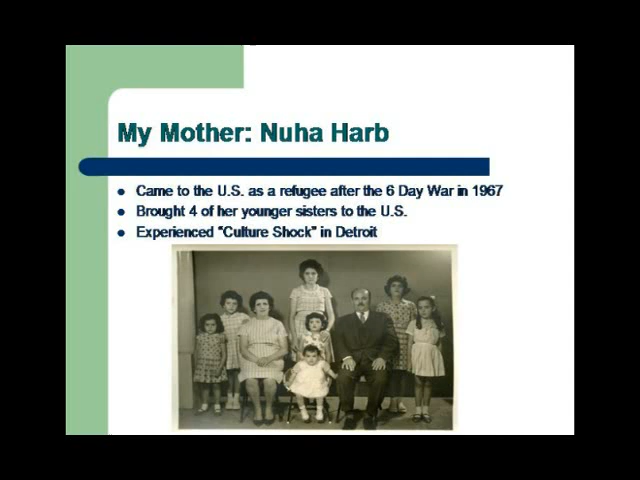 My Mother: Nuha Harb
Came to the U.S. as a refugee after the 6 Day War in 1967
Brought 4 of her younger sisters to the U.S.
Experienced “Culture Shock” in Detroit